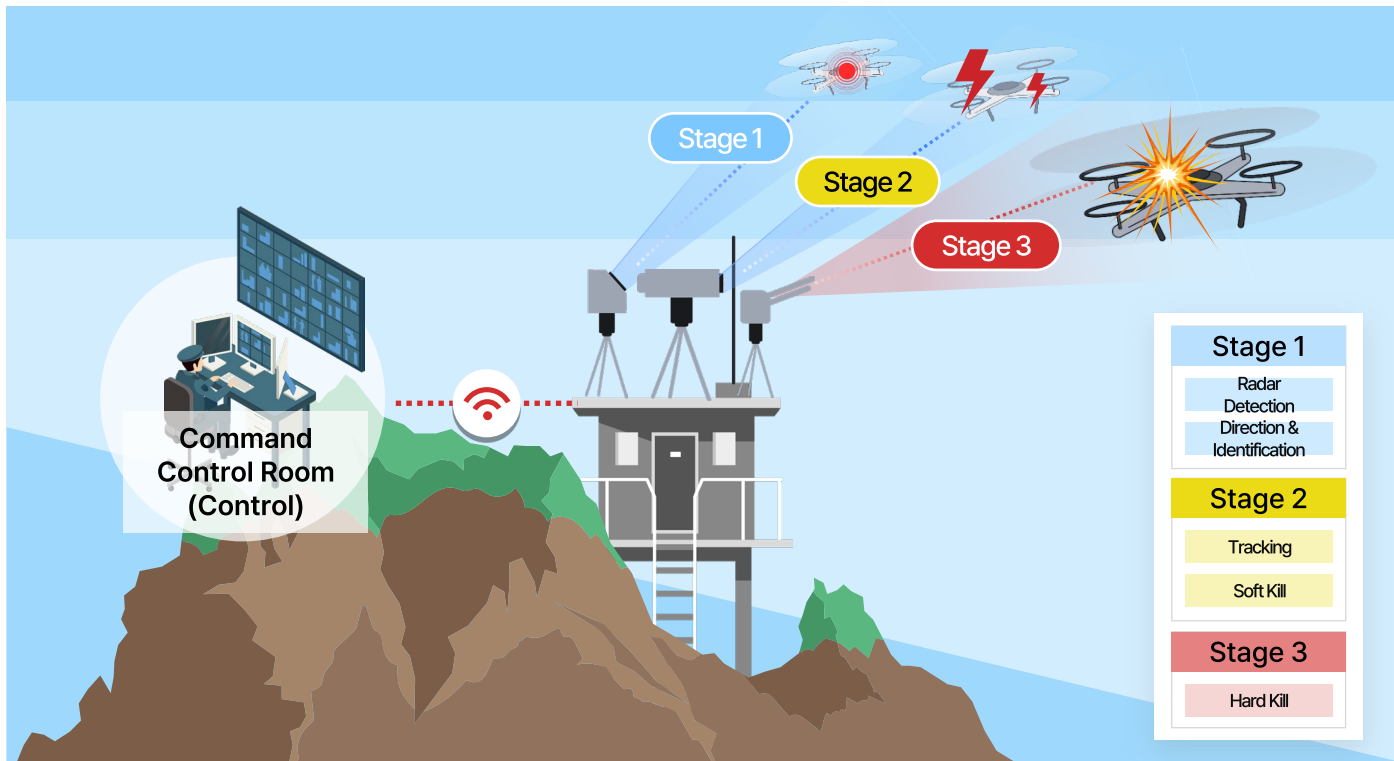 Stage 1
Stage 2
Stage 3
Command
Control Room
(Control)
Stage 1
Radar
Detection
Direction &
Identification
Stage 2
Tracking
Soft Kill
Stage 3
Hard Kill